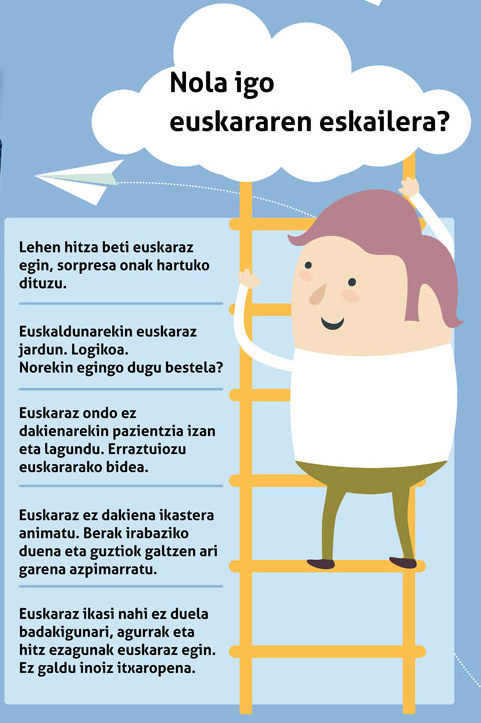 Nola igo
euskararen eskailera?
Lehen hitza beti euskaraz
egin, sorpresa onak hartuko
dituzu.
Euskaldunarekin euskaraz
jardun. Logikoa.
Norekin egingo dugu bestela?
Euskaraz ondo ez
dakienarekin pazientzia izan
eta lagundu. Erraztuiozu
euskararako bidea.
Euskaraz ez dakiena ikastera
animatu. Berak irabaziko
duena eta guztiok galtzen ari
garena azpimarratu.
Euskaraz ikasi nahi ez duela
badakigunari, agurrak eta
hitz ezagunak euskaraz egin.
Ez galdu inoiz itxaropena.